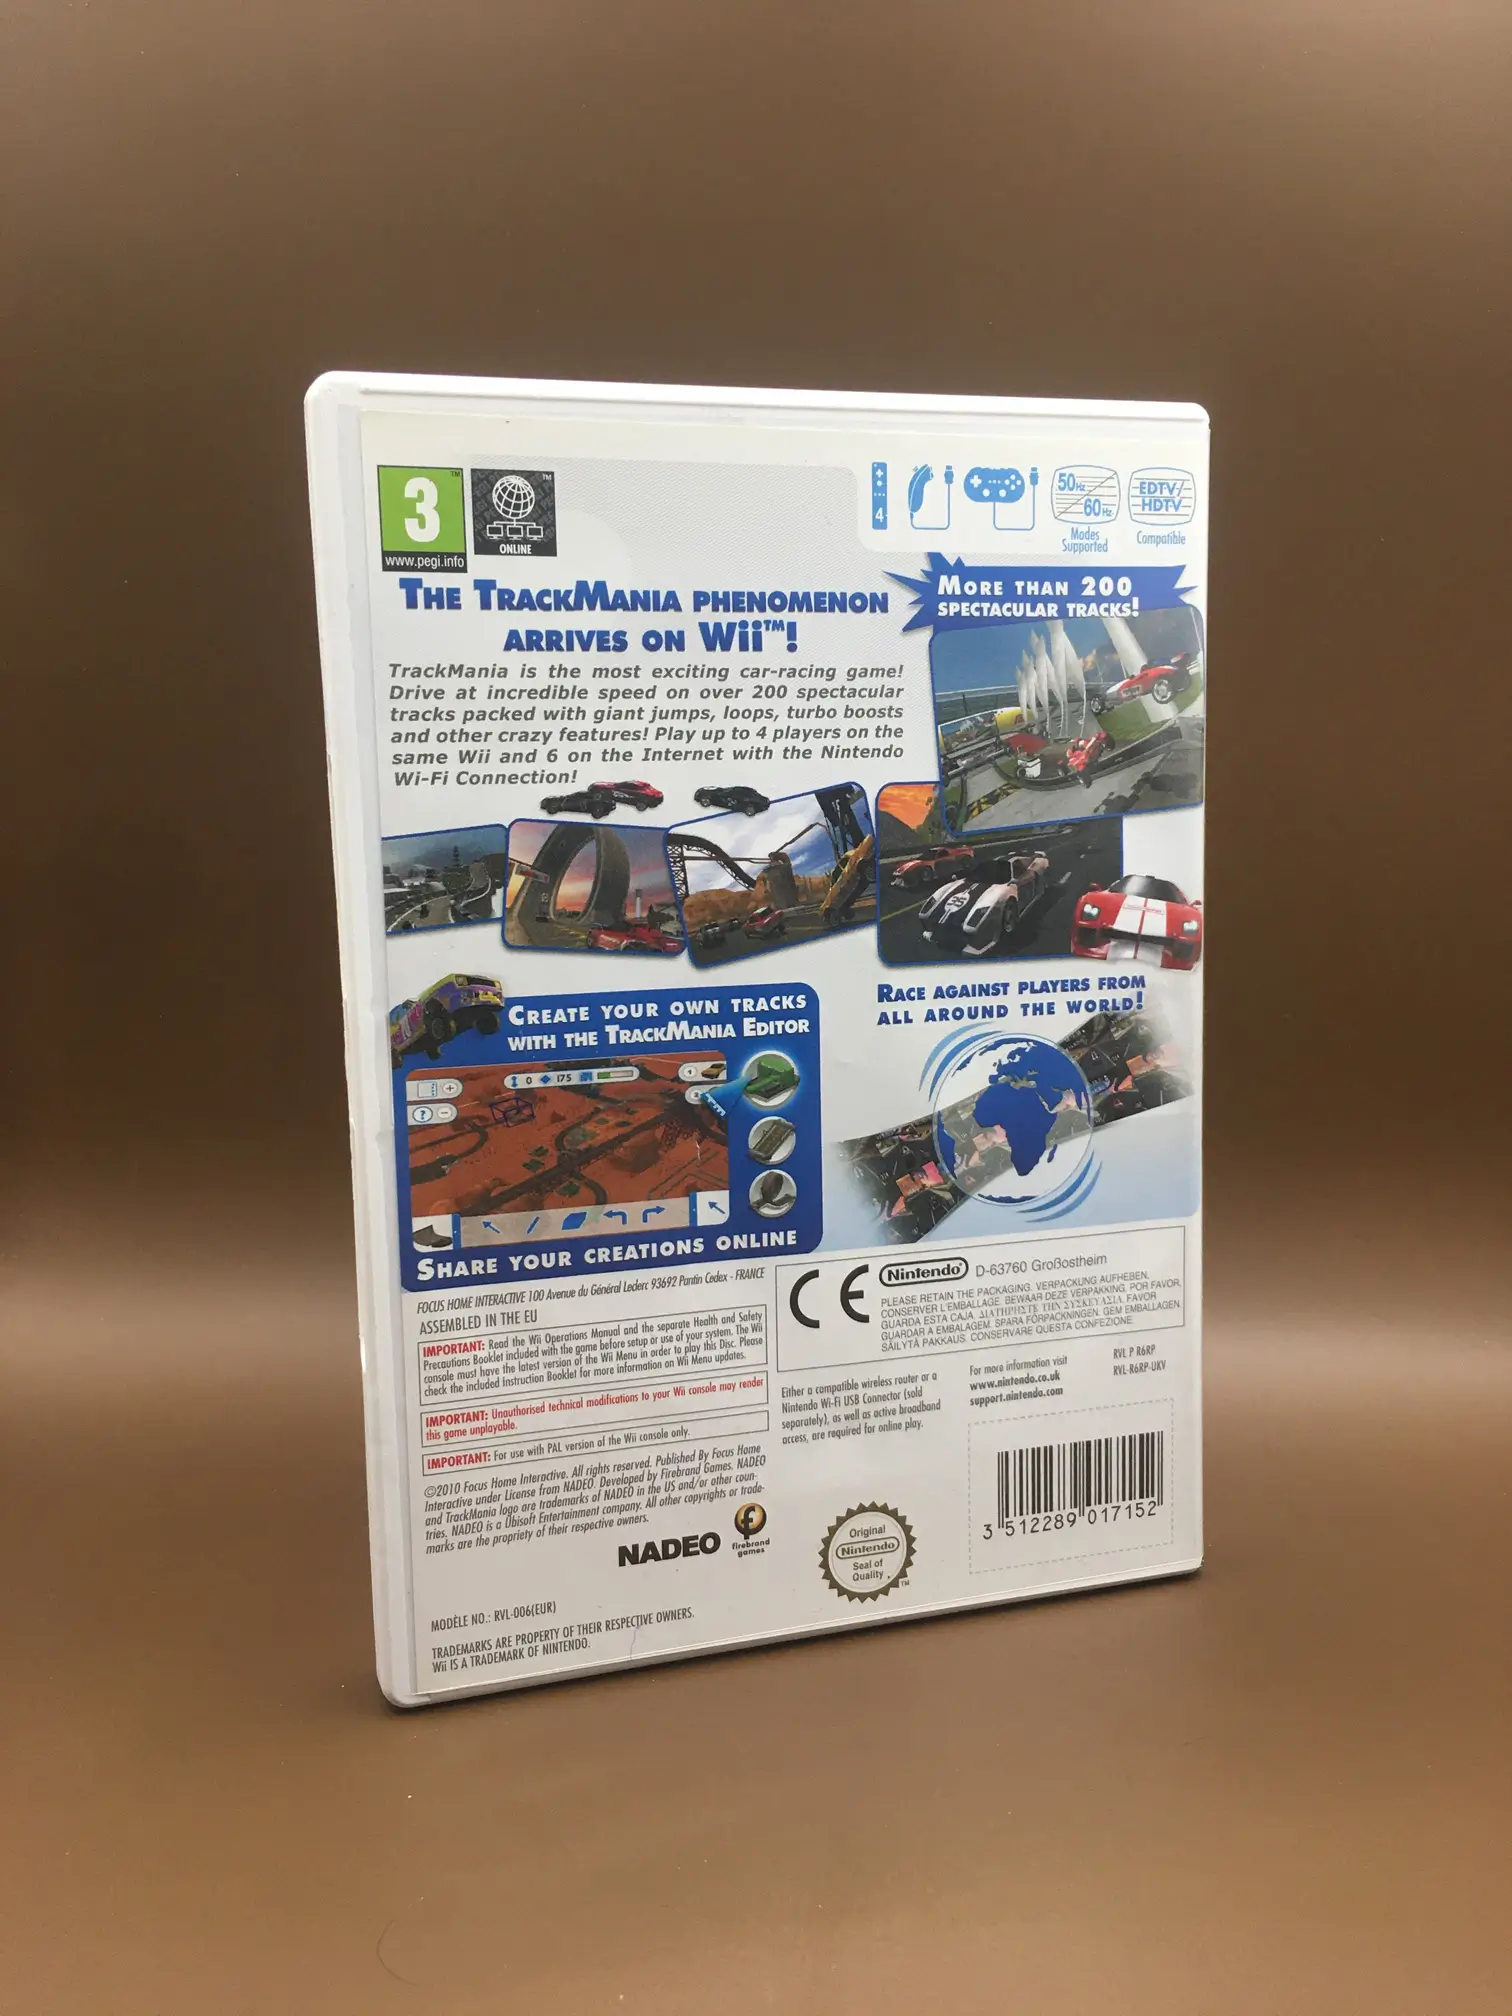 3
TM
www.pegi.info
TM
ONLINE
4
50Hz
60Hz
Modes
Supported
EDTV/
HDTV
Compatible
THE TRACKMANIA PHENOMENON
ARRIVES ON Wii™!
MORE THAN 200
SPECTACULAR TRACKS!
TrackMania is the most exciting car-racing game!
Drive at incredible speed on over 200 spectacular
tracks packed with giant jumps, loops, turbo boosts
and other crazy features! Play up to 4 players on the
same Wii and 6 on the Internet with the Nintendo
Wi-Fi Connection!
CREATE YOUR OWN TRACKS
WITH THE TRACKMANIA EDITOR
0 175
1
2
?
SHARE YOUR CREATIONS ONLINE
RACE AGAINST PLAYERS FROM
ALL AROUND THE WORLD!
FOCUS HOME INTERACTIVE 100 Avenue du Général Leclerc 93692 Pantin Cedex - FRANCE
ASSEMBLED IN THE EU
IMPORTANT: Read the Wii Operations Manual and the separate Health and Safety
Precautions Booklet included with the game before setup or use of your system. The Wii
console must have the latest version of the Wii Menu in order to play this Disc. Please
check the included Instruction Booklet for more information on Wii Menu updates.
IMPORTANT: Unauthorised technical modifications to your Wii console may render
this game unplayable.
IMPORTANT: For use with PAL version of the Wii console only.
©2010 Focus Home Interactive. All rights reserved. Published By Focus Home
Interactive under License from NADEO. Developed by Firebrand Games. NADEO
and TrackMania logo are trademarks of NADEO in the US and/or other coun-
tries. NADEO is a Ubisoft Entertainment company. All other copyrights or trade-
marks are the propriety of their respective owners.
NADEO
firebrand
games
MODÈLE NO.: RVL-006(EUR)
TRADEMARKS ARE PROPERTY OF THEIR RESPECTIVE OWNERS.
Wii IS A TRADEMARK OF NINTENDO.
CE
Nintendo® D-63760 Großostheim
PLEASE RETAIN THE PACKAGING. VERPACKUNG AUFHEBEN.
CONSERVER L'EMBALLAGE. BEWAAR DEZE VERPAKKING. POR FAVOR,
GUARDA ESTA CAJA. ΔΙΑΤΗΡΗΣΤΕ ΤΗΝ ΣΥΣΚΕΥΑΣΙΑ. FAVOR
GUARDAR A EMBALAGEM. SPARA FÖRPACKNINGEN. GEM EMBALLAGEN.
SÄILYTÄ PAKKAUS. CONSERVARE QUESTA CONFEZIONE.
Either a compatible wireless router or a
Nintendo Wi-Fi USB Connector (sold
separately), as well as active broadband
access, are required for online play.
For more information visit
www.nintendo.co.uk
support.nintendo.com
RVL P R6RP
RVL-R6RP-UKV
Original
Nintendo
Seal of
Quality
TM
3 512289 017152